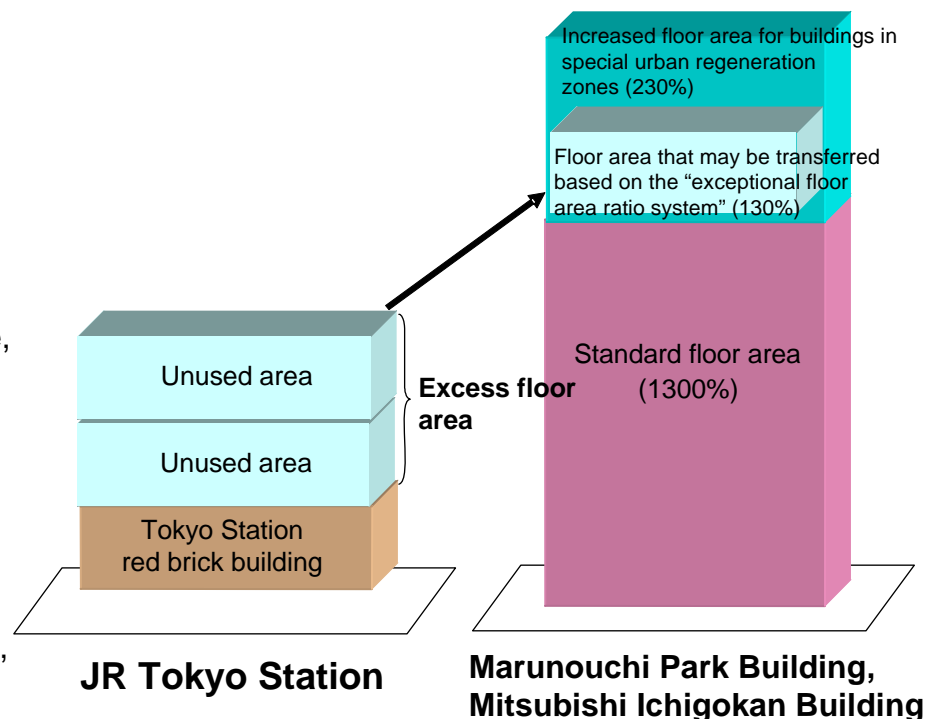 Increased floor area for buildings in
special urban regeneration
zones (230%)
Floor area that may be transferred
based on the “exceptional floor
area ratio system” (130%)
Standard floor area
(1300%)
Unused area
Excess floor
area
Unused area
Tokyo Station
red brick building
JR Tokyo Station
Marunouchi Park Building,
Mitsubishi Ichigokan Building